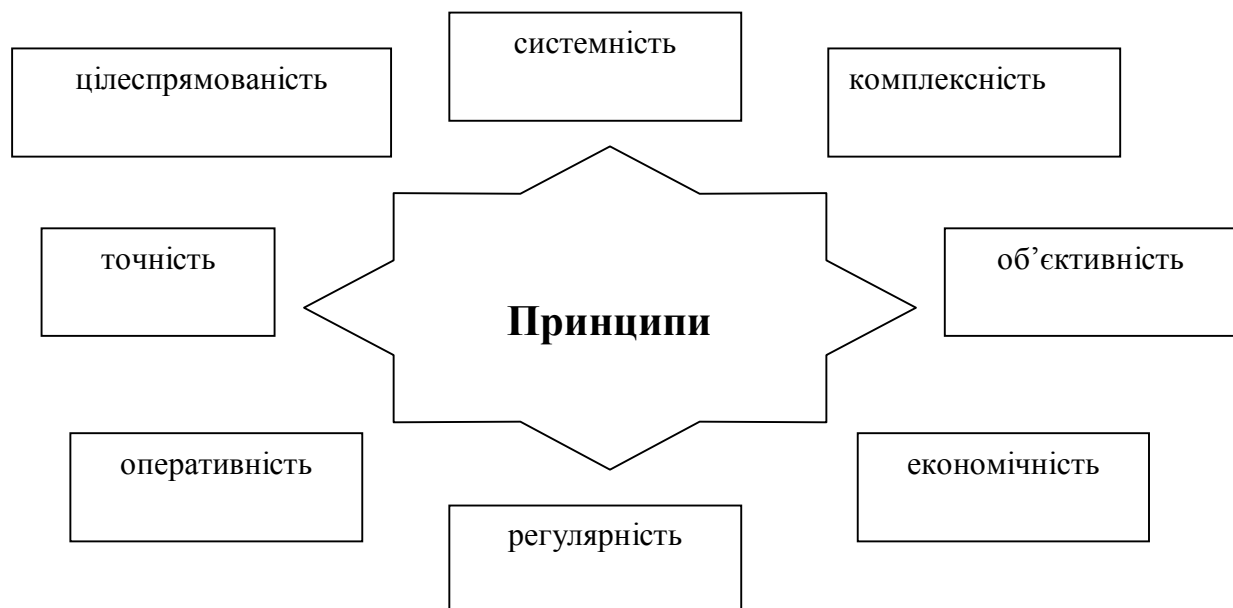 системність
цілеспрямованість
комплексність
точність
об’єктивність
Принципи
оперативність
економічність
регулярність